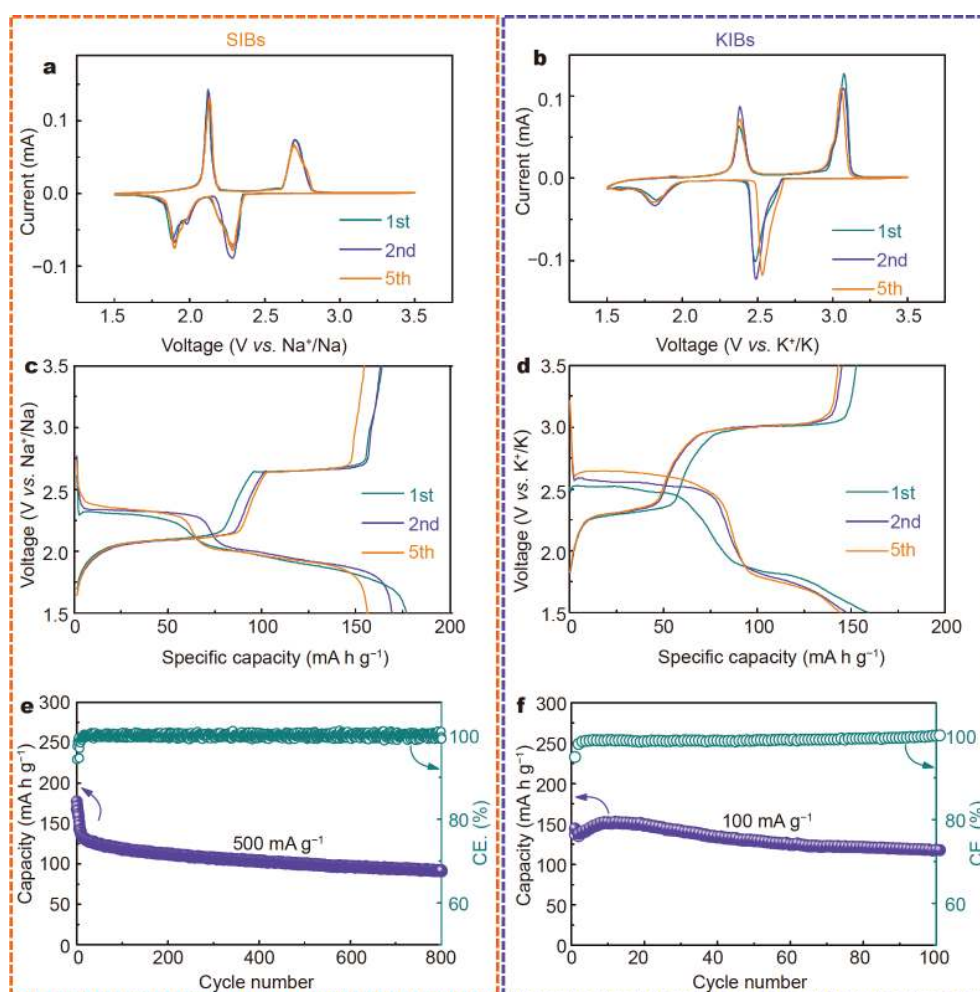 SIBs
KIBs
a
Current (mA)
0.1
0.0
−0.1
1st
2nd
5th
1.5 2.0 2.5 3.0 3.5
Voltage (V vs. Na⁺/Na)
b
Current (mA)
0.1
0.0
−0.1
1st
2nd
5th
1.5 2.0 2.5 3.0 3.5
Voltage (V vs. K⁺/K)
c
Voltage (V vs. Na⁺/Na)
3.5
3.0
2.5
2.0
1.5
1st
2nd
5th
0 50 100 150 200
Specific capacity (mA h g⁻¹)
d
Voltage (V vs. K⁺/K)
3.5
3.0
2.5
2.0
1.5
1st
2nd
5th
0 50 100 150 200
Specific capacity (mA h g⁻¹)
e
Capacity (mA h g⁻¹)
300
250
200
150
100
50
0
500 mA g⁻¹
100
80
60
CE. (%)
0 200 400 600 800
Cycle number
f
Capacity (mA h g⁻¹)
300
250
200
150
100
50
0
100 mA g⁻¹
100
80
60
CE. (%)
0 20 40 60 80 100
Cycle number